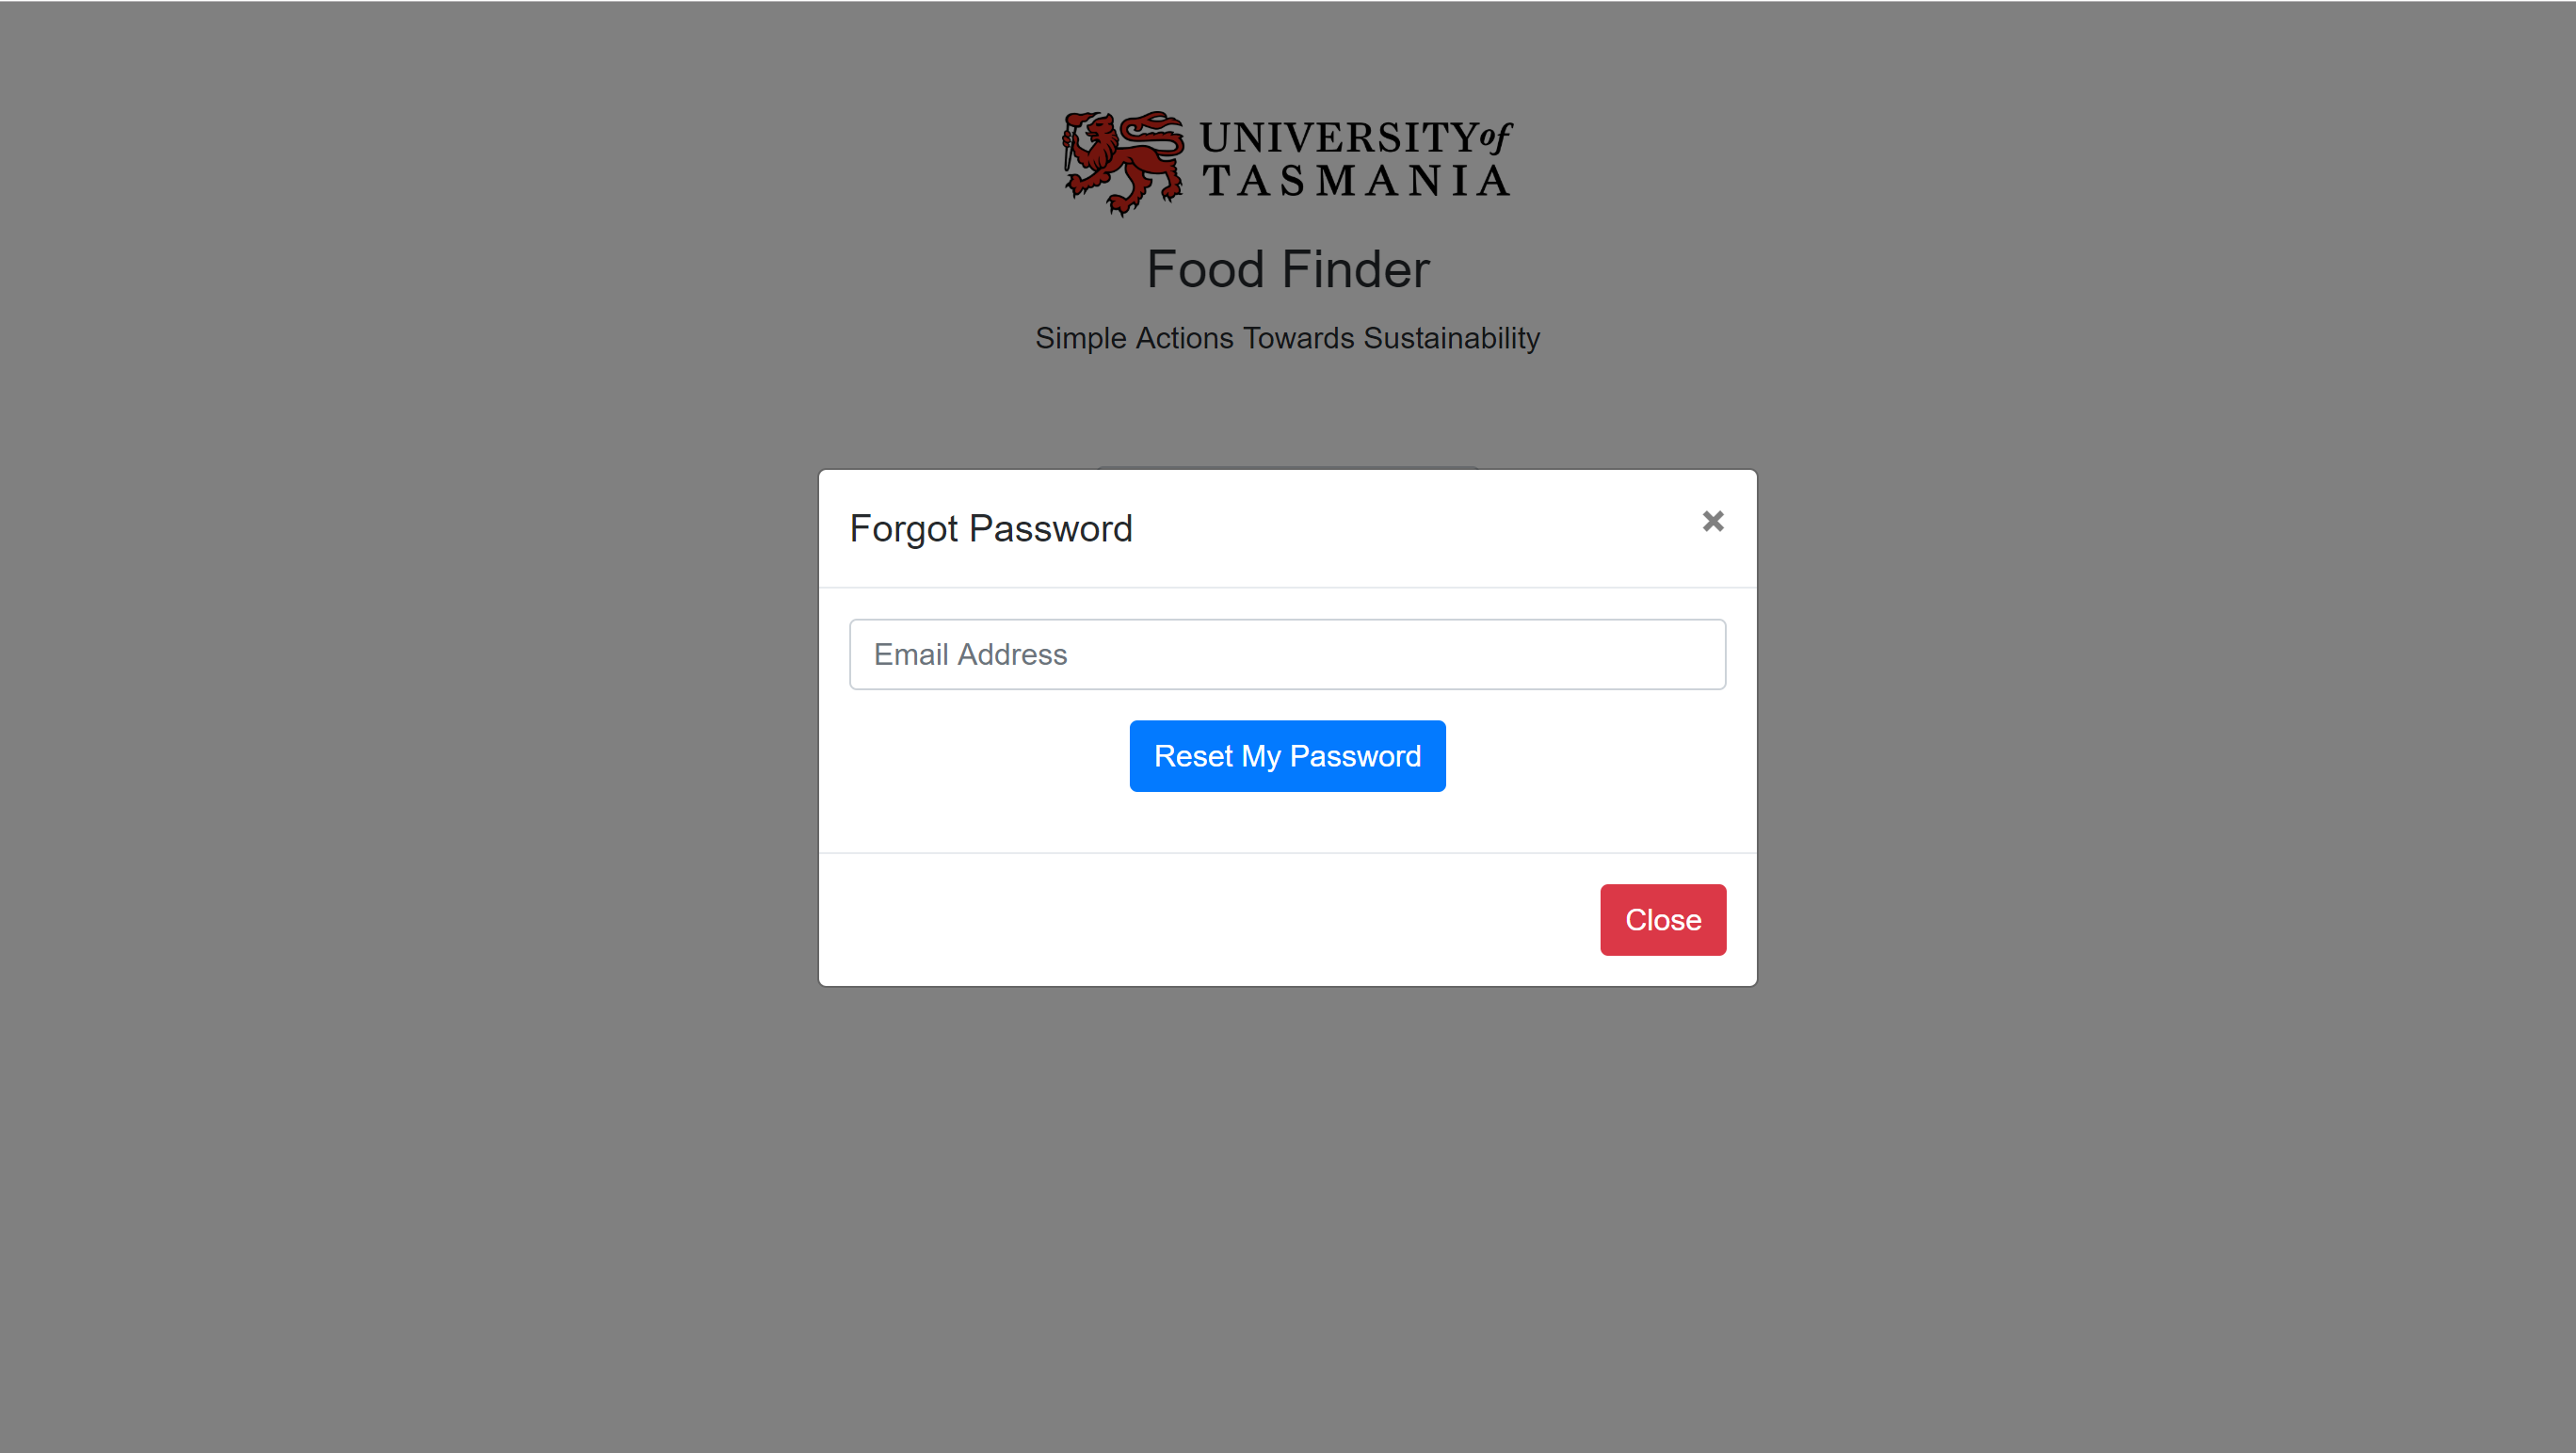 UNIVERSITY of
TASMANIA
Food Finder
Simple Actions Towards Sustainability
Forgot Password
×
Email Address
Reset My Password
Close